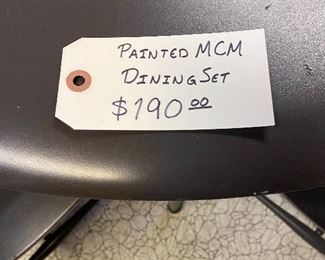 PAINTED MCM
DINING SET
$190.00